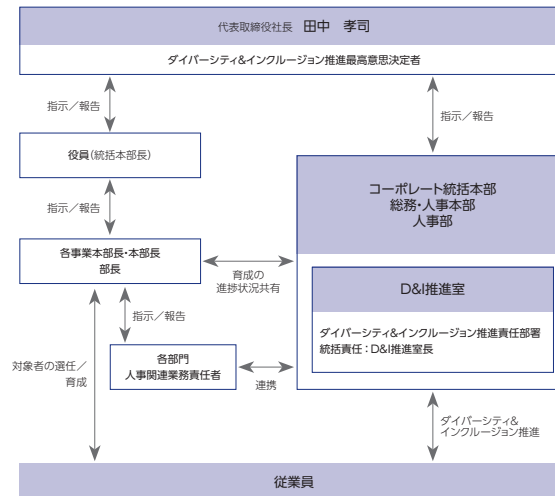 代表取締役社長 田中 孝司
ダイバーシティ&インクルージョン推進最高意思決定者
指示／報告
指示／報告
役員(統括本部長)
指示／報告
コーポレート統括本部
総務・人事本部
人事部
各事業本部長・本部長
部長
育成の
進捗状況共有
D&I推進室
ダイバーシティ&インクルージョン推進責任部署
統括責任：D&I推進室長
指示／報告
対象者の選任／
育成
各部門
人事関連業務責任者
連携
ダイバーシティ&
インクルージョン推進
従業員